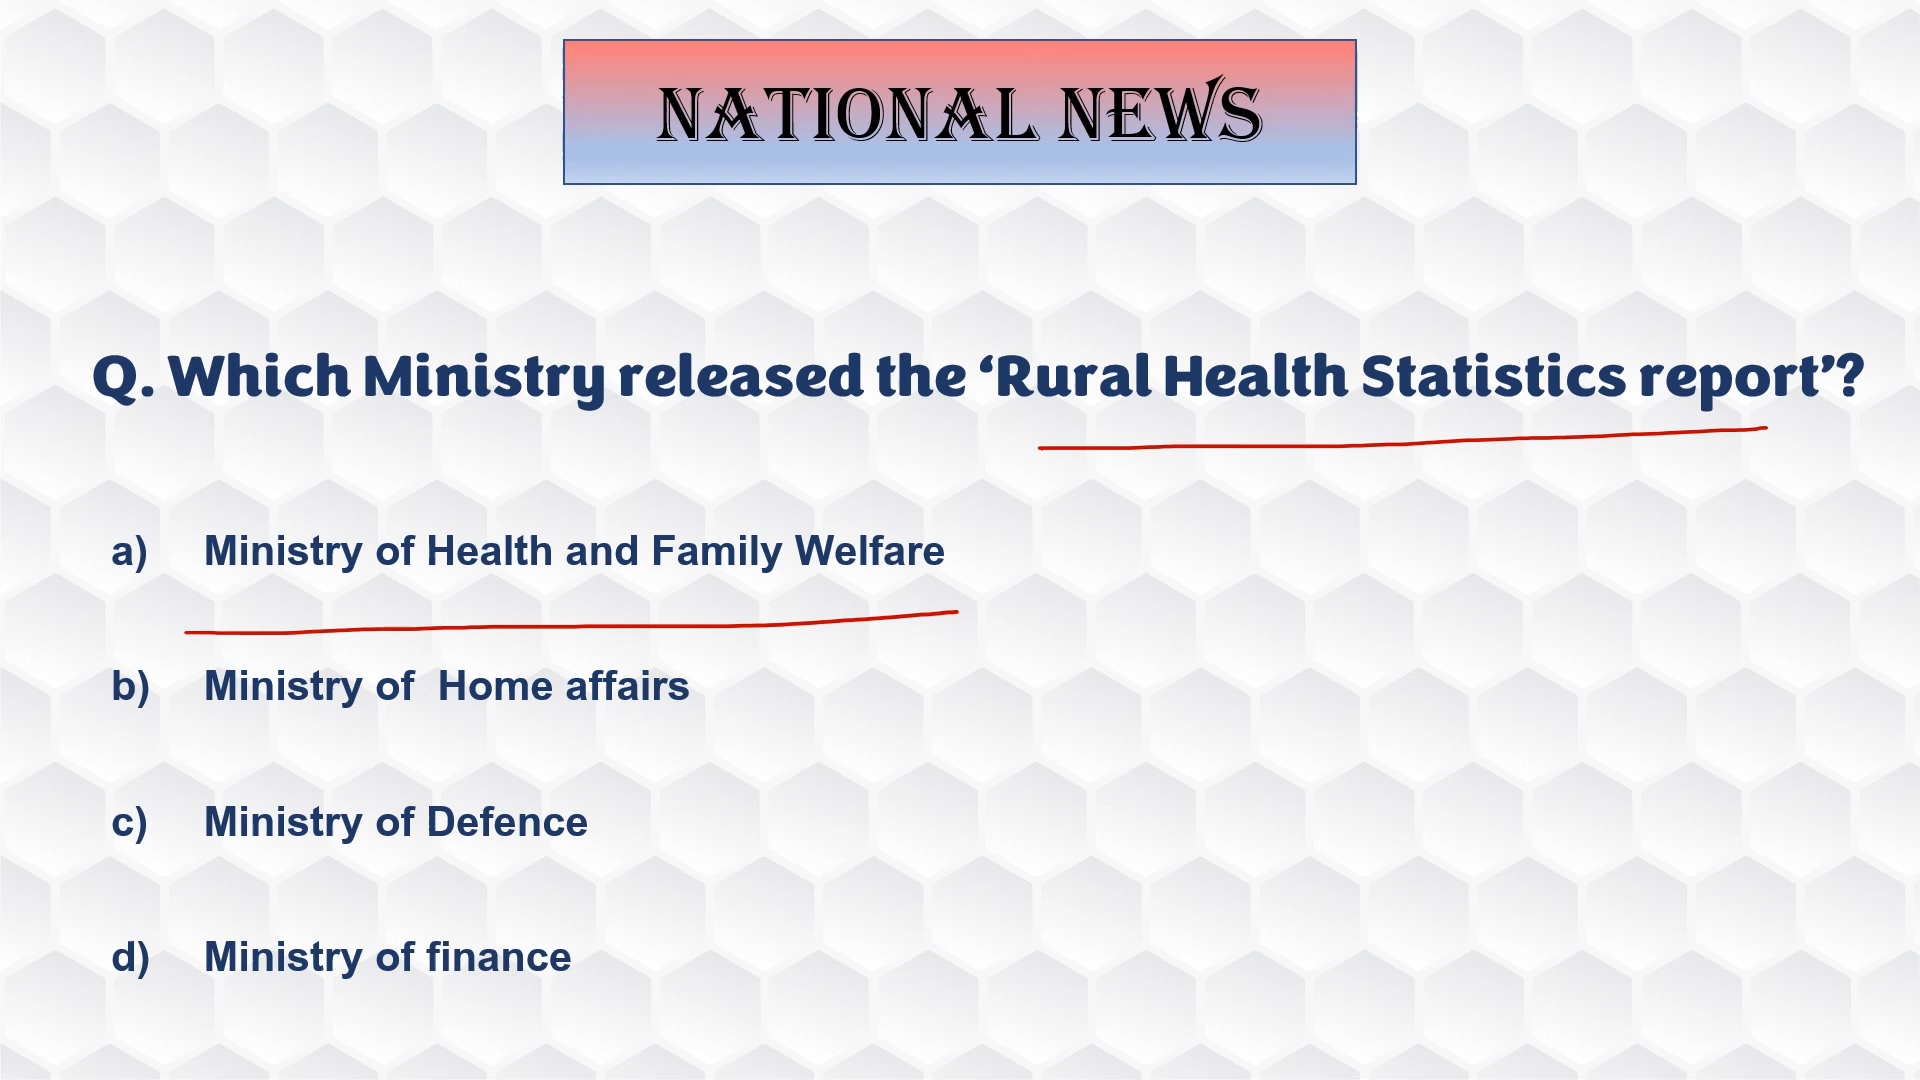 NATIONAL NEWS
Q. Which Ministry released the ‘Rural Health Statistics report’?
a) Ministry of Health and Family Welfare
b) Ministry of  Home affairs
c) Ministry of Defence
d) Ministry of finance